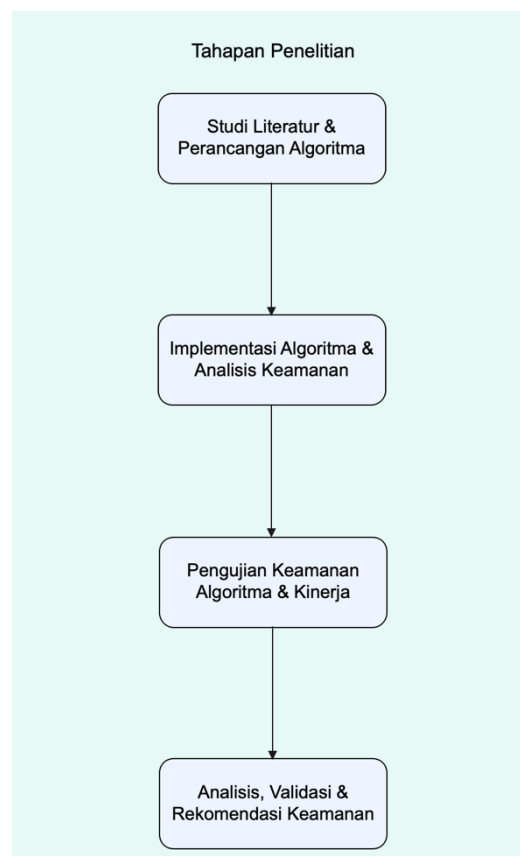 Tahapan Penelitian
Studi Literatur &
Perancangan Algoritma
Implementasi Algoritma &
Analisis Keamanan
Pengujian Keamanan
Algoritma & Kinerja
Analisis, Validasi &
Rekomendasi Keamanan